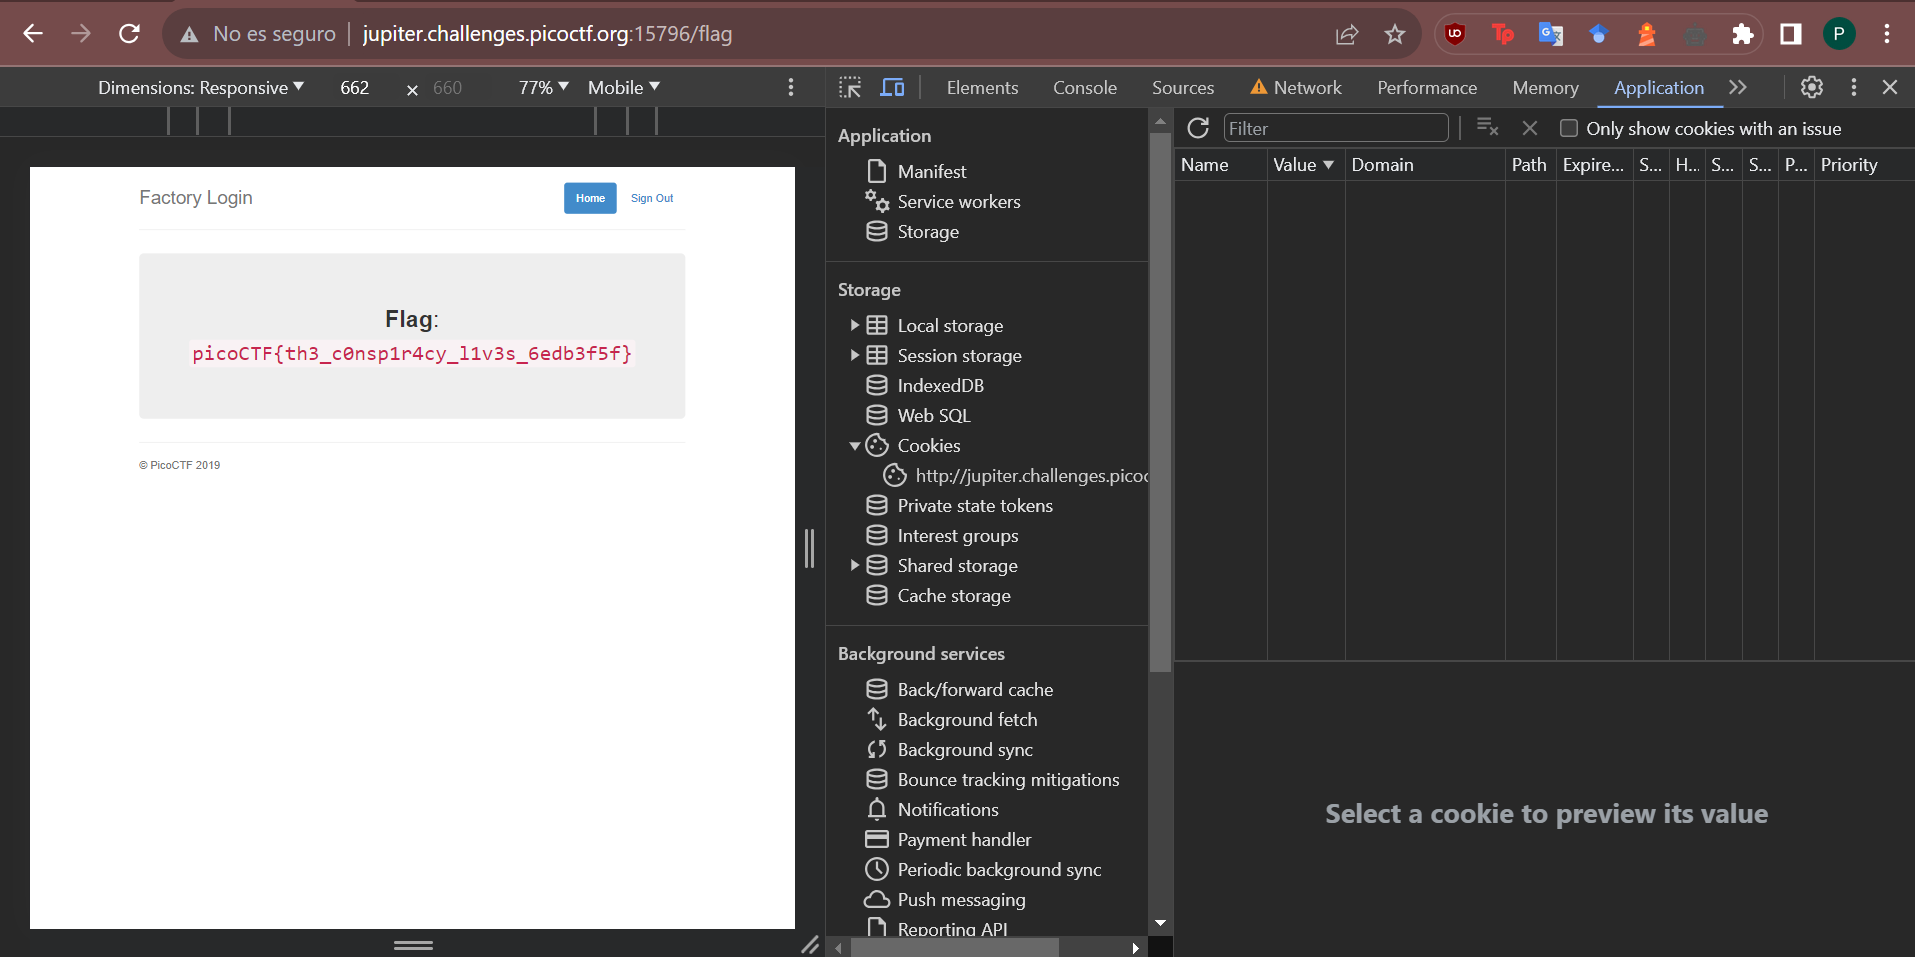 No es seguro jupiter.challenges.picoctf.org:15796/flag
P
Dimensions: Responsive 662 × 660 77% Mobile
Elements Console Sources Network Performance Memory Application
Factory Login Home Sign Out
Flag:
picoCTF{th3_c0nsp1r4cy_l1v3s_6edb3f5f}
© PicoCTF 2019
Application
Manifest
Service workers
Storage
Storage
Local storage
Session storage
IndexedDB
Web SQL
Cookies
http://jupiter.challenges.picoc
Private state tokens
Interest groups
Shared storage
Cache storage
Background services
Back/forward cache
Background fetch
Background sync
Bounce tracking mitigations
Notifications
Payment handler
Periodic background sync
Push messaging
Reporting API
Filter Only show cookies with an issue
Name Value Domain Path Expire... S... H.. S... S... P... Priority
Select a cookie to preview its value